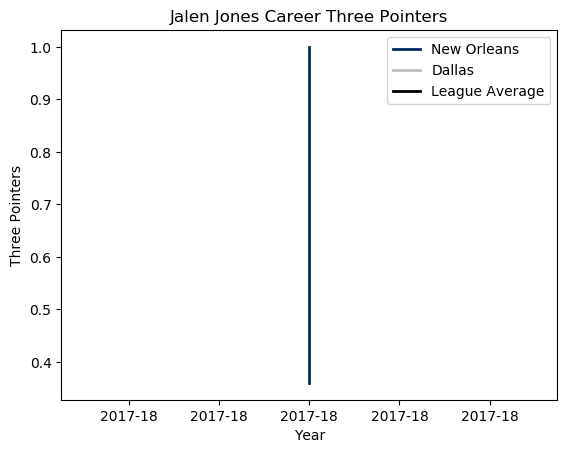 Jalen Jones Career Three Pointers
New Orleans
Dallas
League Average
Three Pointers
1.0
0.9
0.8
0.7
0.6
0.5
0.4
2017-18 2017-18 2017-18 2017-18 2017-18
Year